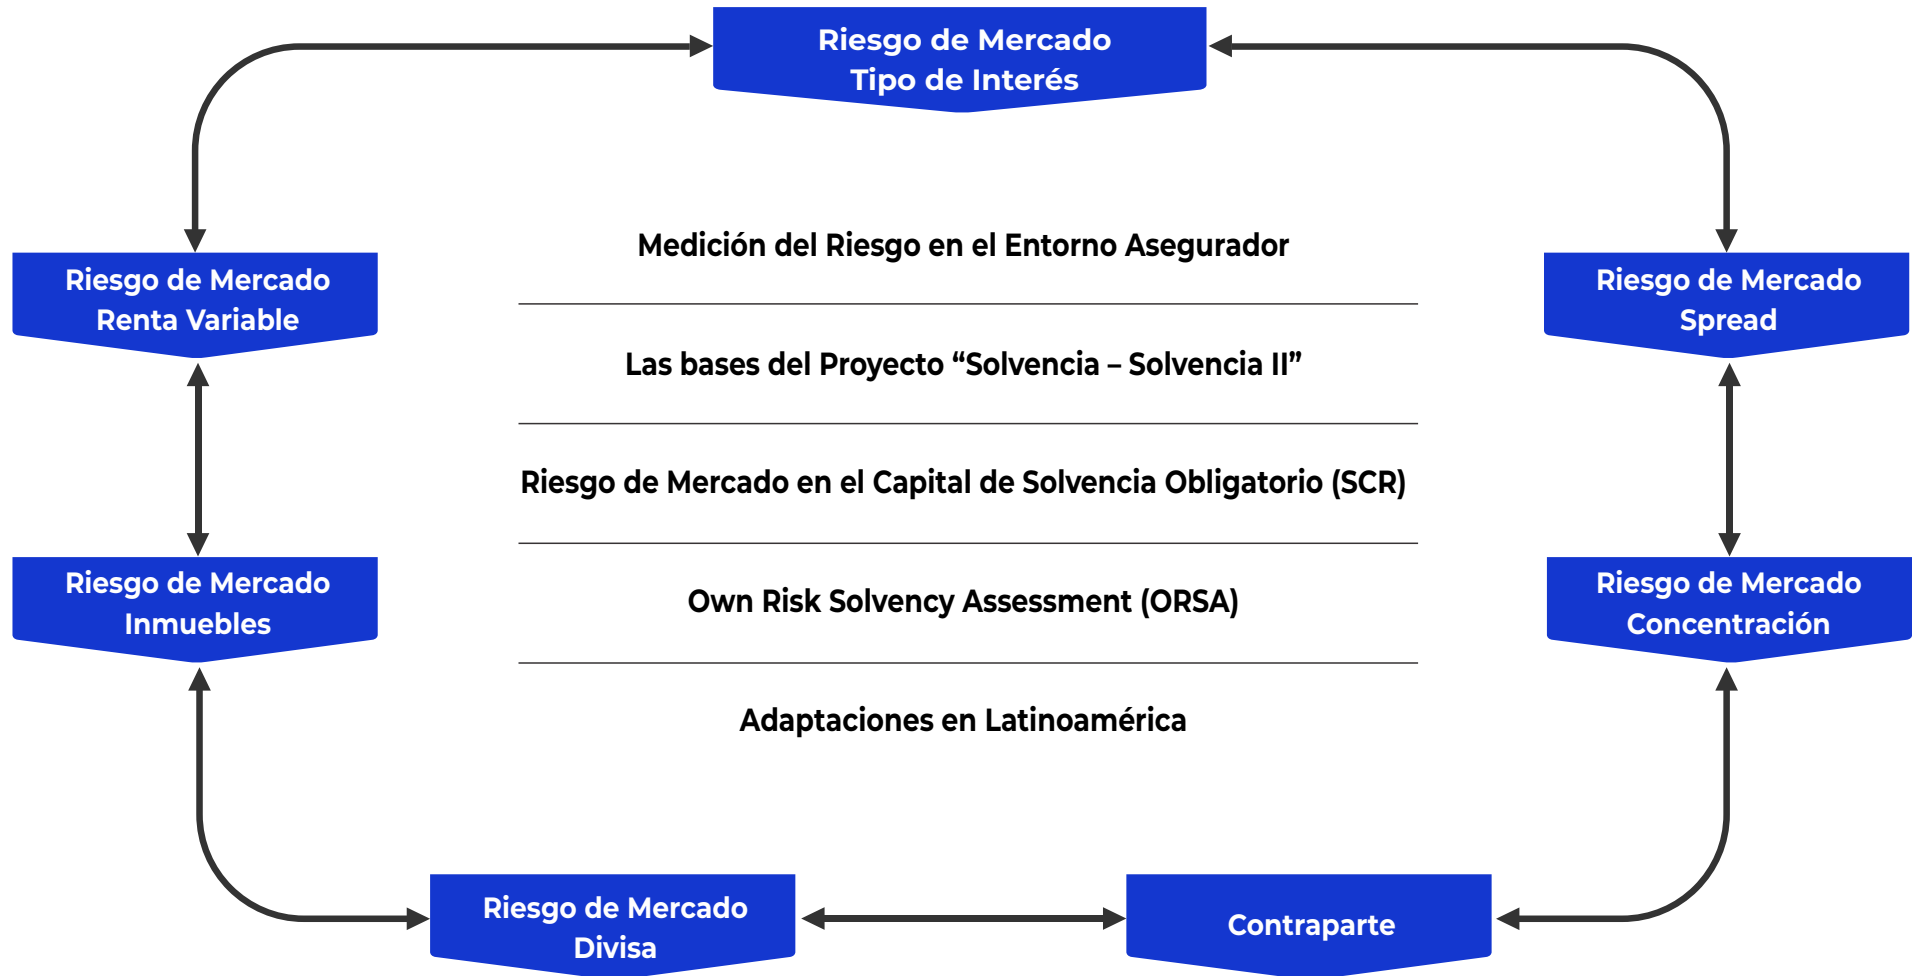 Riesgo de Mercado
Tipo de Interés
Medición del Riesgo en el Entorno Asegurador
Riesgo de Mercado
Renta Variable
Riesgo de Mercado
Spread
Las bases del Proyecto “Solvencia – Solvencia II”
Riesgo de Mercado en el Capital de Solvencia Obligatorio (SCR)
Riesgo de Mercado
Inmuebles
Own Risk Solvency Assessment (ORSA)
Riesgo de Mercado
Concentración
Adaptaciones en Latinoamérica
Riesgo de Mercado
Divisa
Contraparte